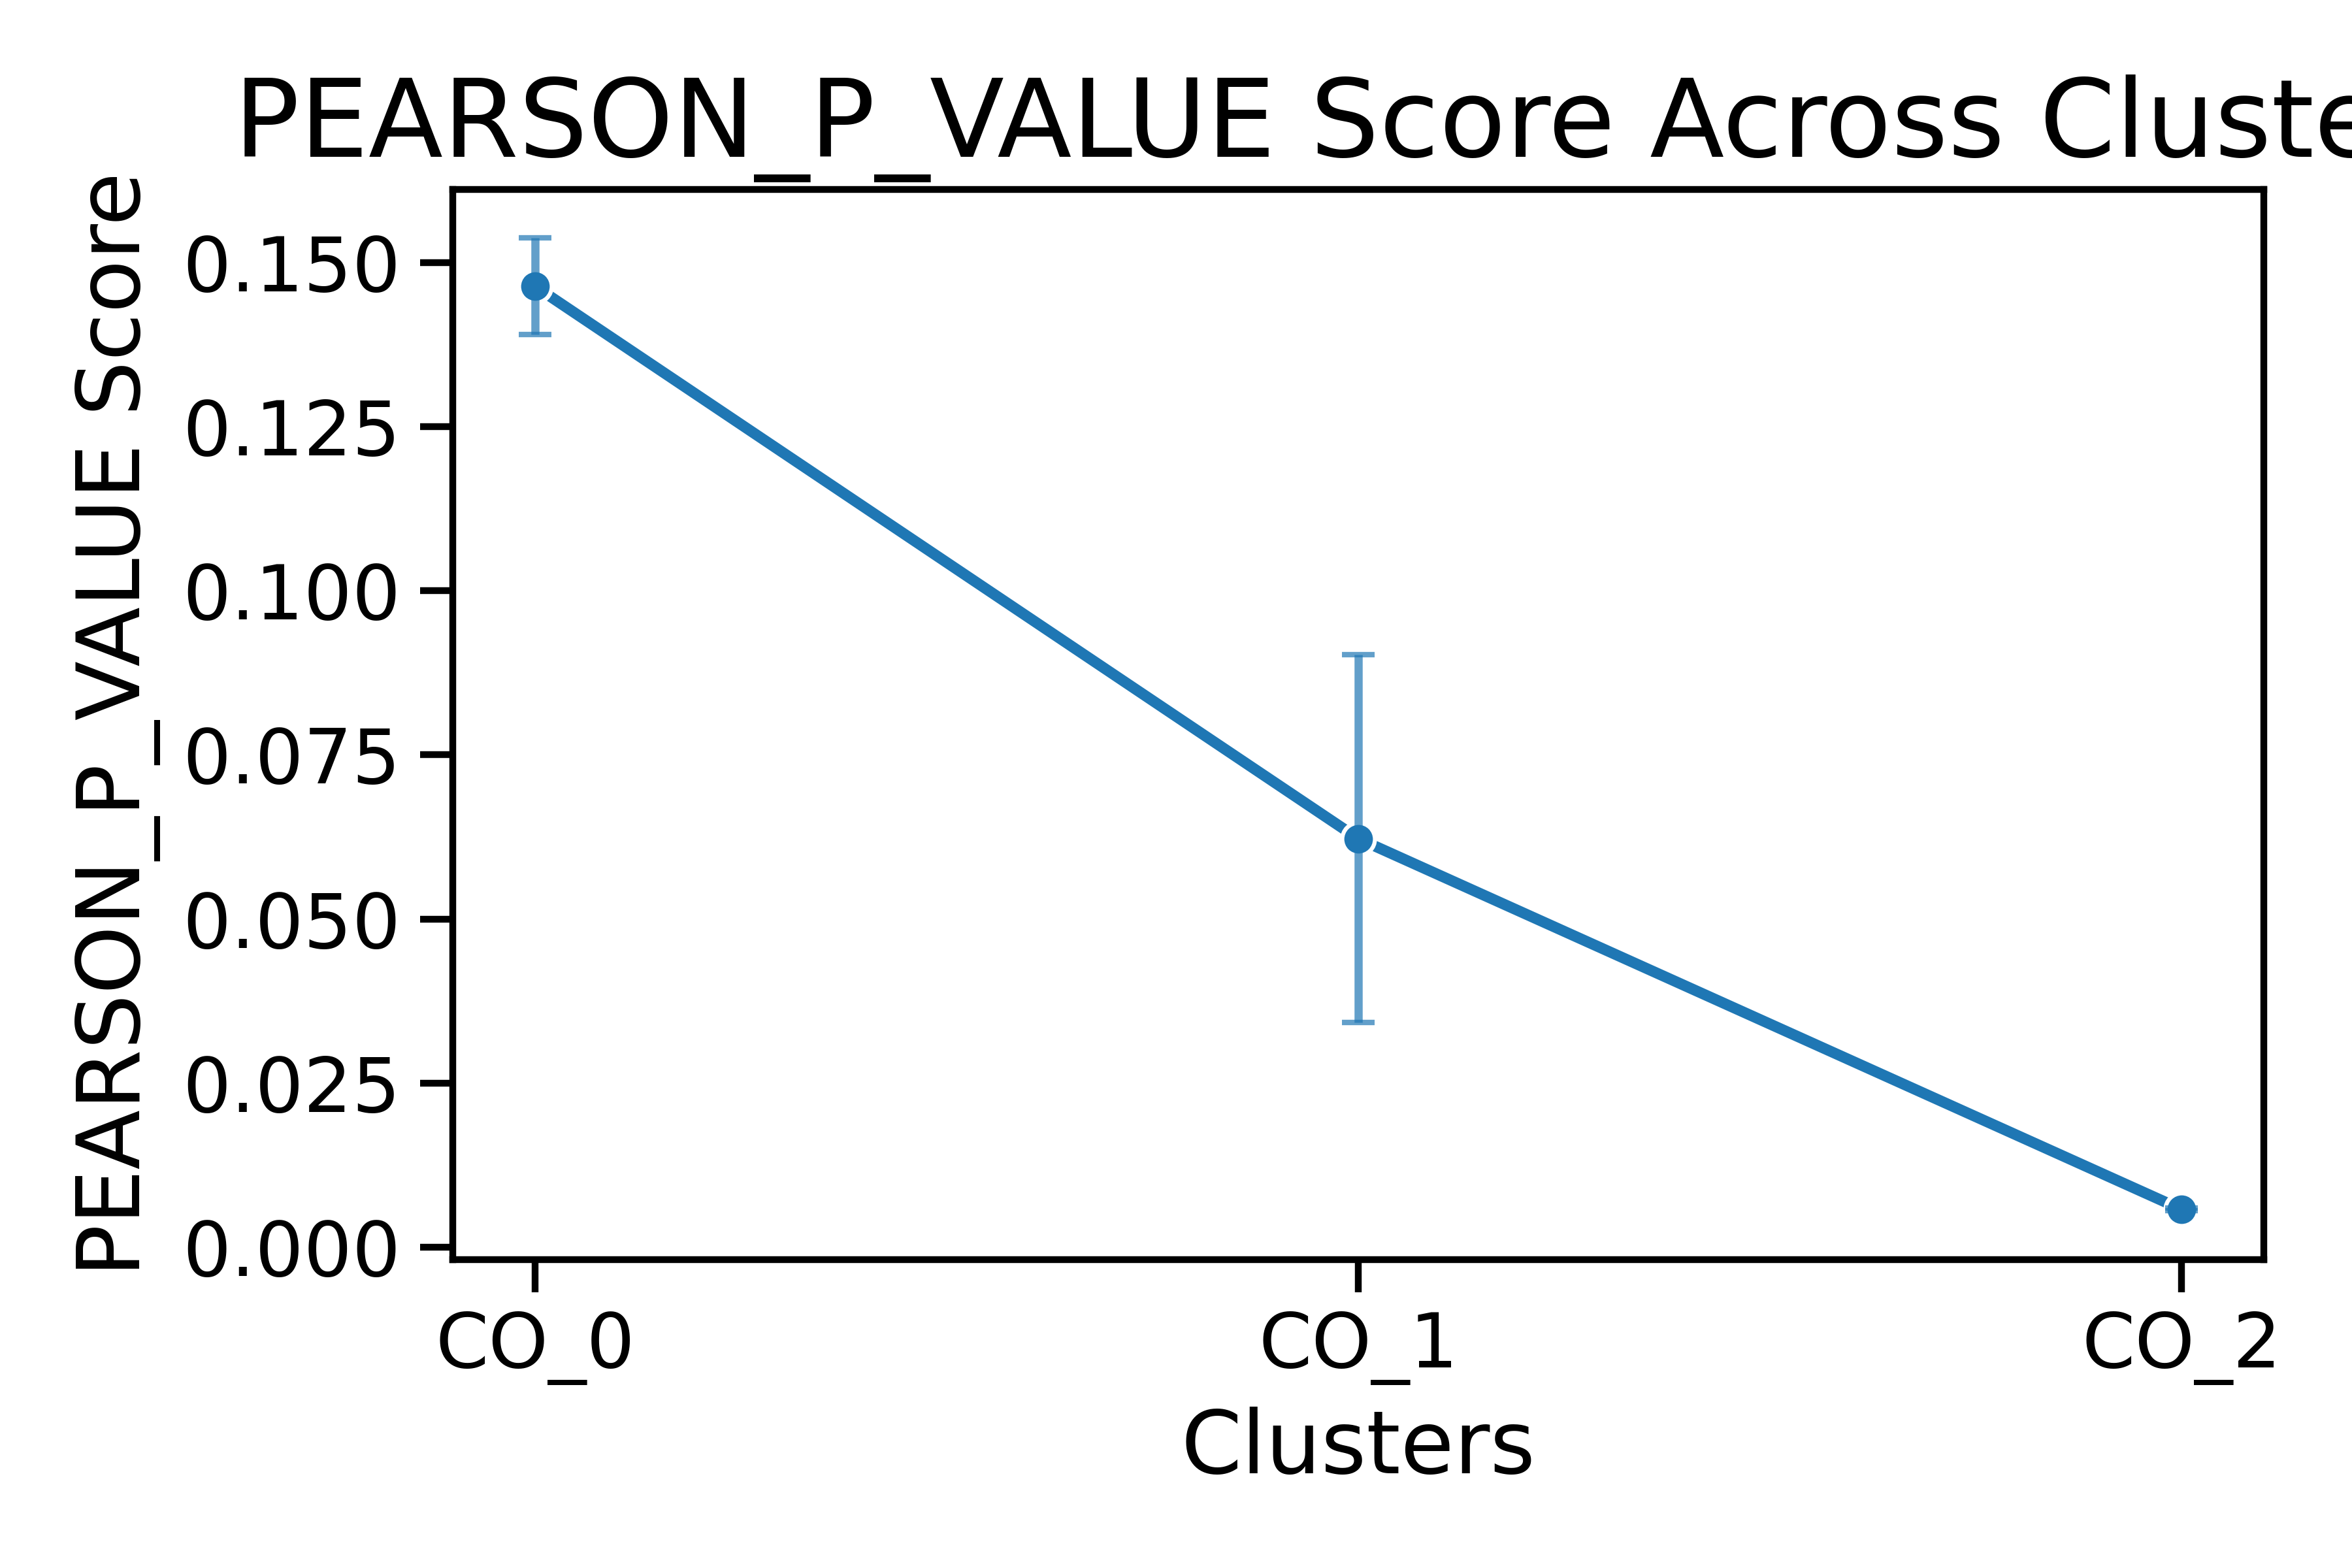 PEARSON_P_VALUE Score Across Cluste
PEARSON_P_VALUE Score
0.150
0.125
0.100
0.075
0.050
0.025
0.000
CO_0 CO_1 CO_2
Clusters